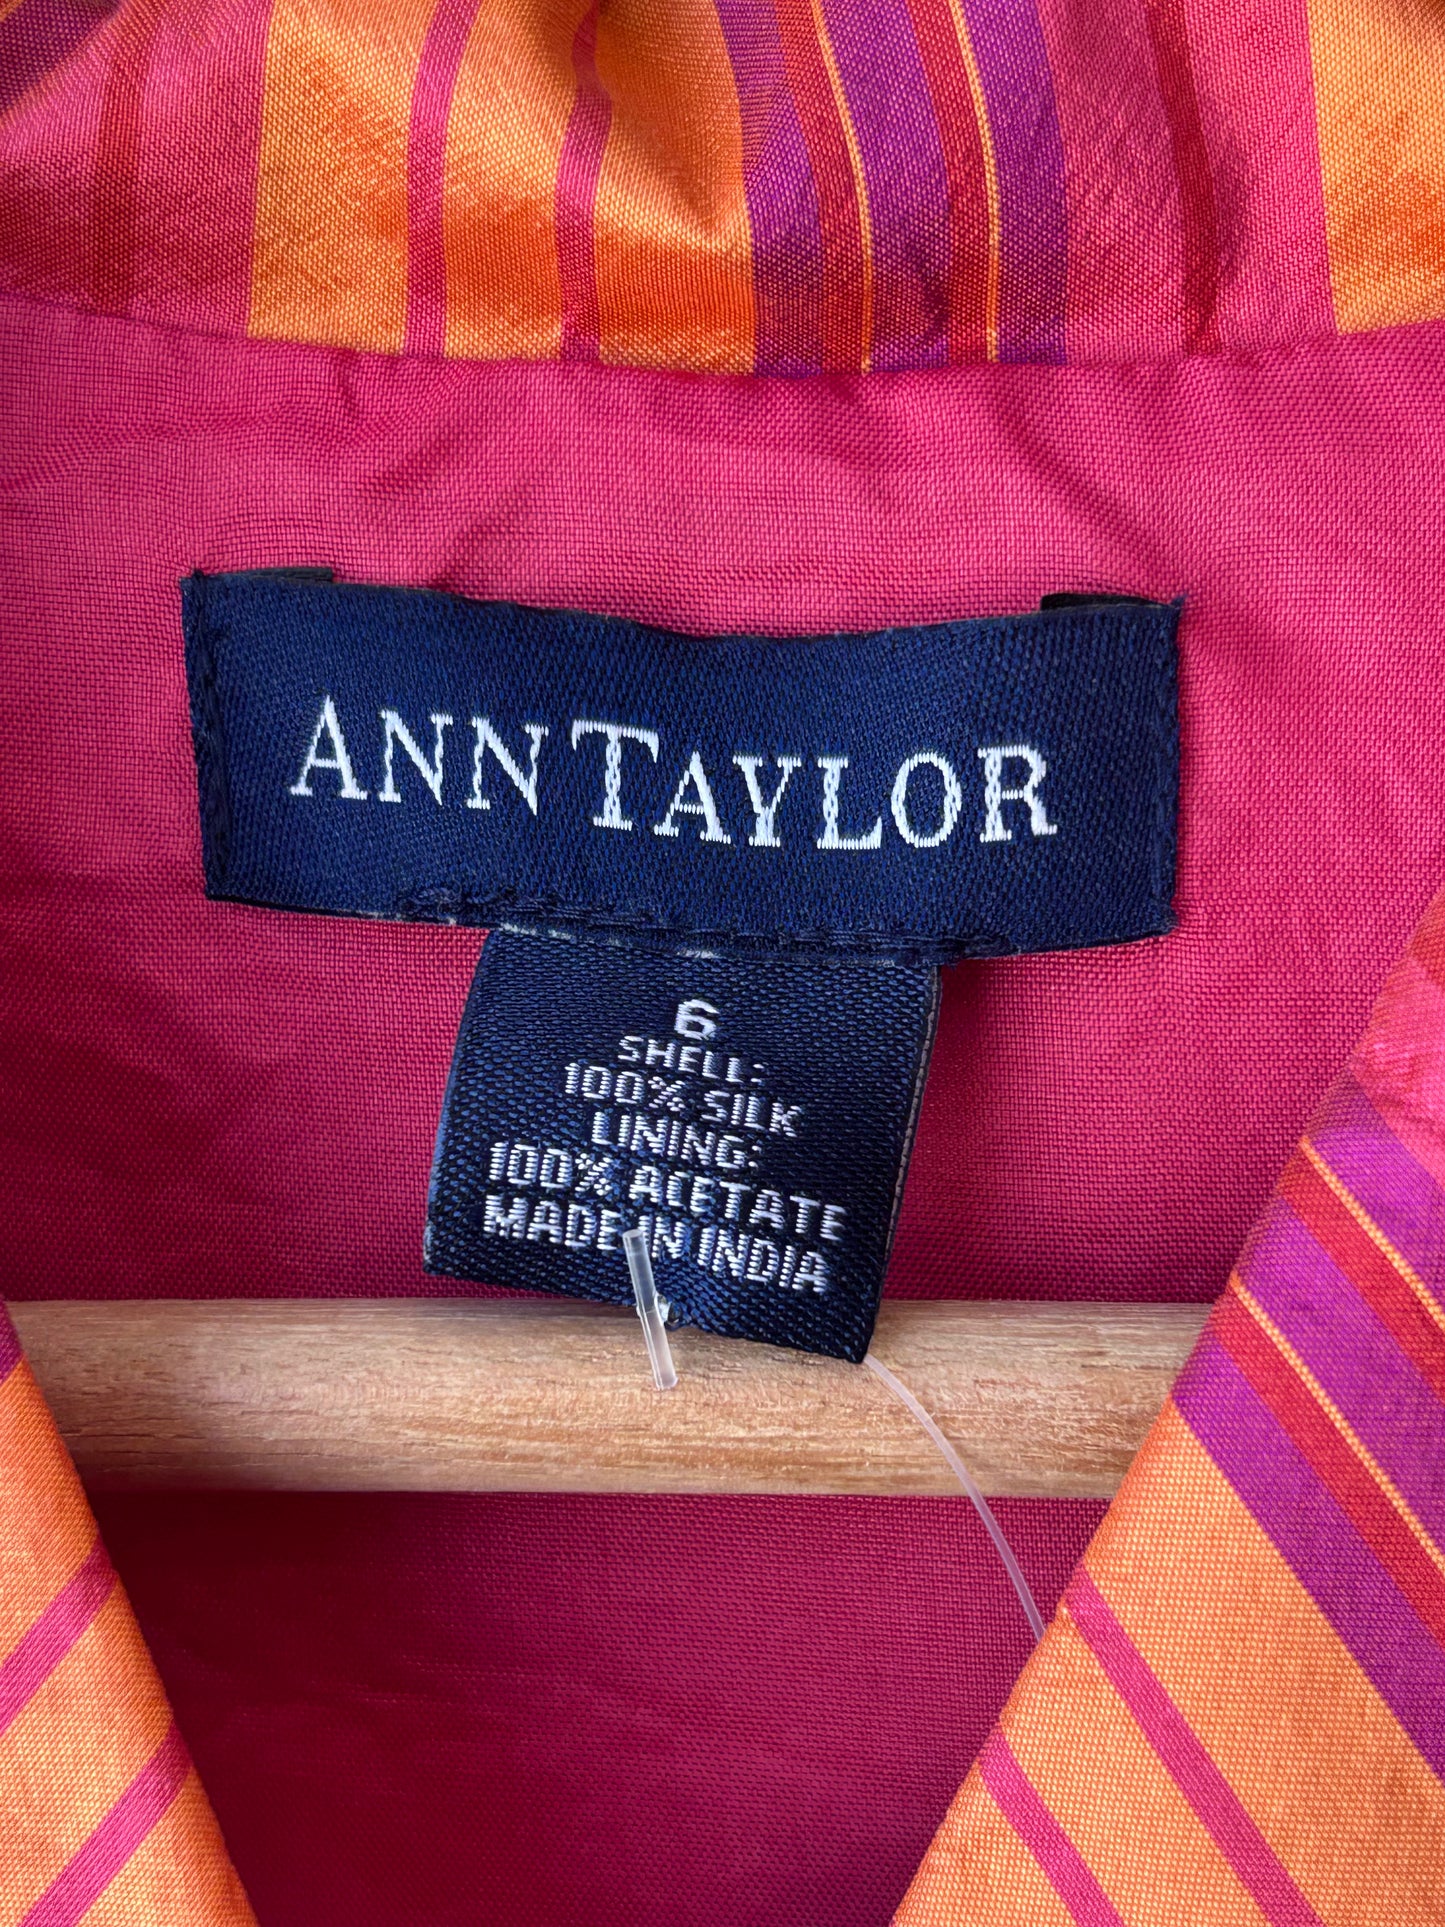 ANN TAYLOR
6
SHELL:
100% SILK
LINING:
100% ACETATE
MADE IN INDIA